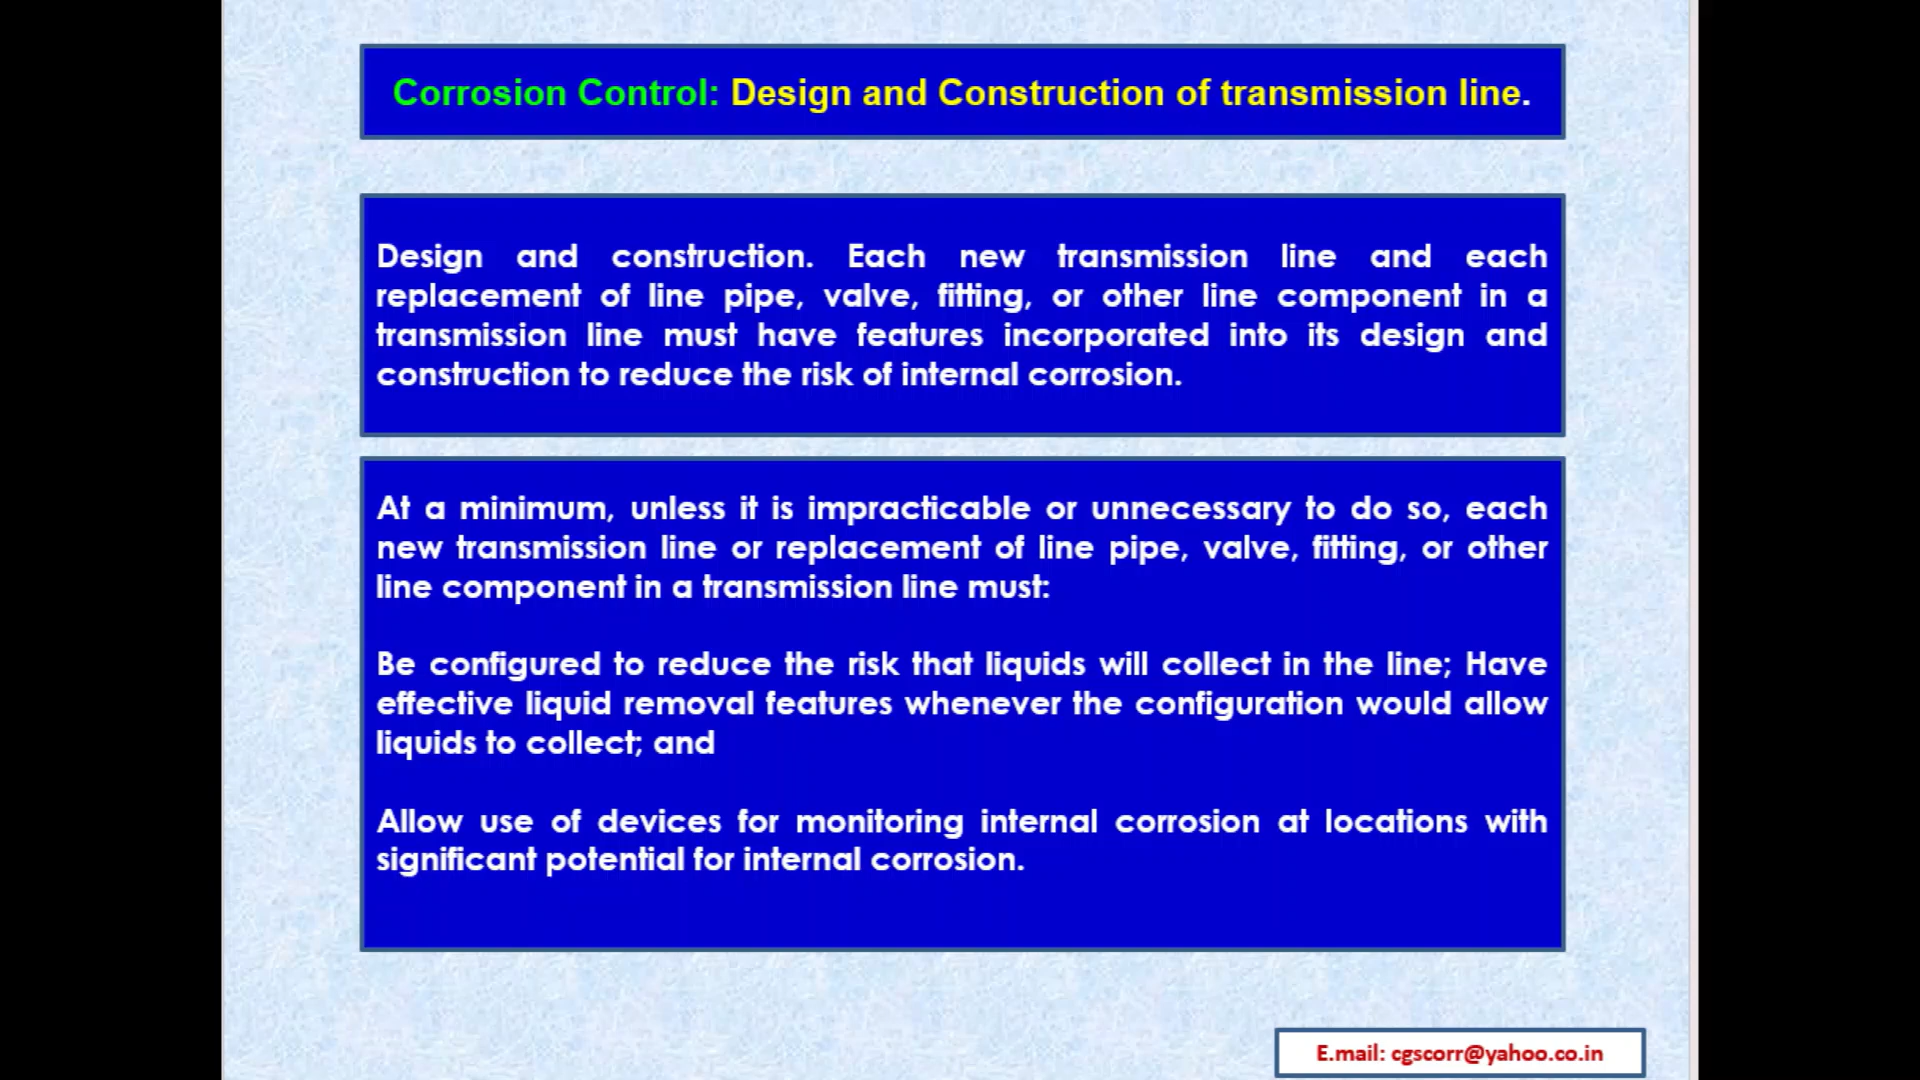 Corrosion Control: Design and Construction of transmission line.
Design and construction. Each new transmission line and each
replacement of line pipe, valve, fitting, or other line component in a
transmission line must have features incorporated into its design and
construction to reduce the risk of internal corrosion.
At a minimum, unless it is impracticable or unnecessary to do so, each
new transmission line or replacement of line pipe, valve, fitting, or other
line component in a transmission line must:
Be configured to reduce the risk that liquids will collect in the line; Have
effective liquid removal features whenever the configuration would allow
liquids to collect; and
Allow use of devices for monitoring internal corrosion at locations with
significant potential for internal corrosion.
E.mail: cgscorr@yahoo.co.in